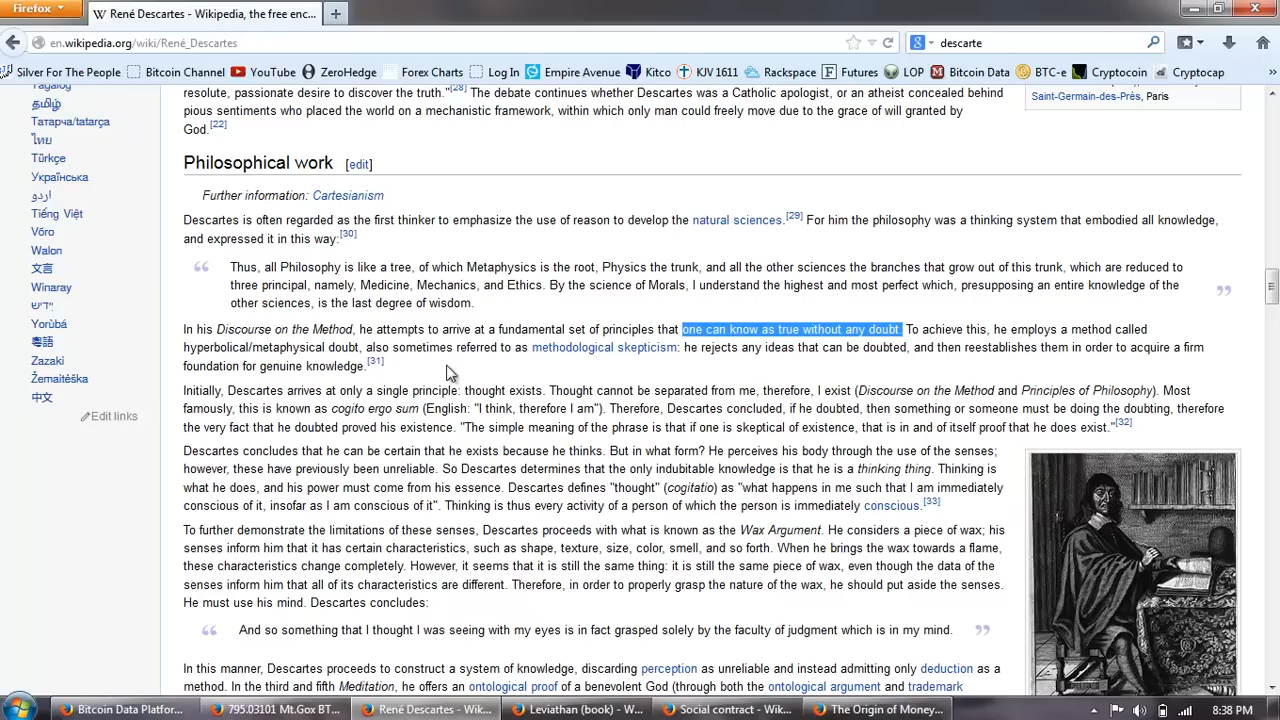 Firefox
René Descartes - Wikipedia, the free enc...
en.wikipedia.org/wiki/René_Descartes
descarte
Silver For The People Bitcoin Channel YouTube ZeroHedge Forex Charts Log In Empire Avenue Kitco KJV 1611 Rackspace Futures LOP Bitcoin Data BTC-e Cryptocoin Cryptocap »
Tagalog
தமிழ்
Татарча/tatarça
ไทย
Türkçe
Українська
اردو
Tiếng Việt
Võro
Walon
文言
Winaray
ייִדיש
Yorùbá
粵語
Zazaki
Žemaitėška
中文
Edit links
resolute, passionate desire to discover the truth."[28] The debate continues whether Descartes was a Catholic apologist, or an atheist concealed behind
pious sentiments who placed the world on a mechanistic framework, within which only man could freely move due to the grace of will granted by
God.[22]
Saint-Germain-des-Prés, Paris
Philosophical work [edit]
Further information: Cartesianism
Descartes is often regarded as the first thinker to emphasize the use of reason to develop the natural sciences.[29] For him the philosophy was a thinking system that embodied all knowledge,
and expressed it in this way:[30]
“ Thus, all Philosophy is like a tree, of which Metaphysics is the root, Physics the trunk, and all the other sciences the branches that grow out of this trunk, which are reduced to
three principal, namely, Medicine, Mechanics, and Ethics. By the science of Morals, I understand the highest and most perfect which, presupposing an entire knowledge of the
other sciences, is the last degree of wisdom. ”
In his Discourse on the Method, he attempts to arrive at a fundamental set of principles that one can know as true without any doubt. To achieve this, he employs a method called
hyperbolical/metaphysical doubt, also sometimes referred to as methodological skepticism: he rejects any ideas that can be doubted, and then reestablishes them in order to acquire a firm
foundation for genuine knowledge.[31]
Initially, Descartes arrives at only a single principle: thought exists. Thought cannot be separated from me, therefore, I exist (Discourse on the Method and Principles of Philosophy). Most
famously, this is known as cogito ergo sum (English: "I think, therefore I am"). Therefore, Descartes concluded, if he doubted, then something or someone must be doing the doubting, therefore
the very fact that he doubted proved his existence. "The simple meaning of the phrase is that if one is skeptical of existence, that is in and of itself proof that he does exist."[32]
Descartes concludes that he can be certain that he exists because he thinks. But in what form? He perceives his body through the use of the senses;
however, these have previously been unreliable. So Descartes determines that the only indubitable knowledge is that he is a thinking thing. Thinking is
what he does, and his power must come from his essence. Descartes defines "thought" (cogitatio) as "what happens in me such that I am immediately
conscious of it, insofar as I am conscious of it". Thinking is thus every activity of a person of which the person is immediately conscious.[33]
To further demonstrate the limitations of these senses, Descartes proceeds with what is known as the Wax Argument. He considers a piece of wax; his
senses inform him that it has certain characteristics, such as shape, texture, size, color, smell, and so forth. When he brings the wax towards a flame,
these characteristics change completely. However, it seems that it is still the same thing: it is still the same piece of wax, even though the data of the
senses inform him that all of its characteristics are different. Therefore, in order to properly grasp the nature of the wax, he should put aside the senses.
He must use his mind. Descartes concludes:
“ And so something that I thought I was seeing with my eyes is in fact grasped solely by the faculty of judgment which is in my mind. ”
In this manner, Descartes proceeds to construct a system of knowledge, discarding perception as unreliable and instead admitting only deduction as a
method. In the third and fifth Meditation, he offers an ontological proof of a benevolent God (through both the ontological argument and trademark
Bitcoin Data Platfor... 795.03101 Mt.Gox BT... René Descartes - Wik... Leviathan (book) - W... Social contract - Wik... The Origin of Money... 8:38 PM